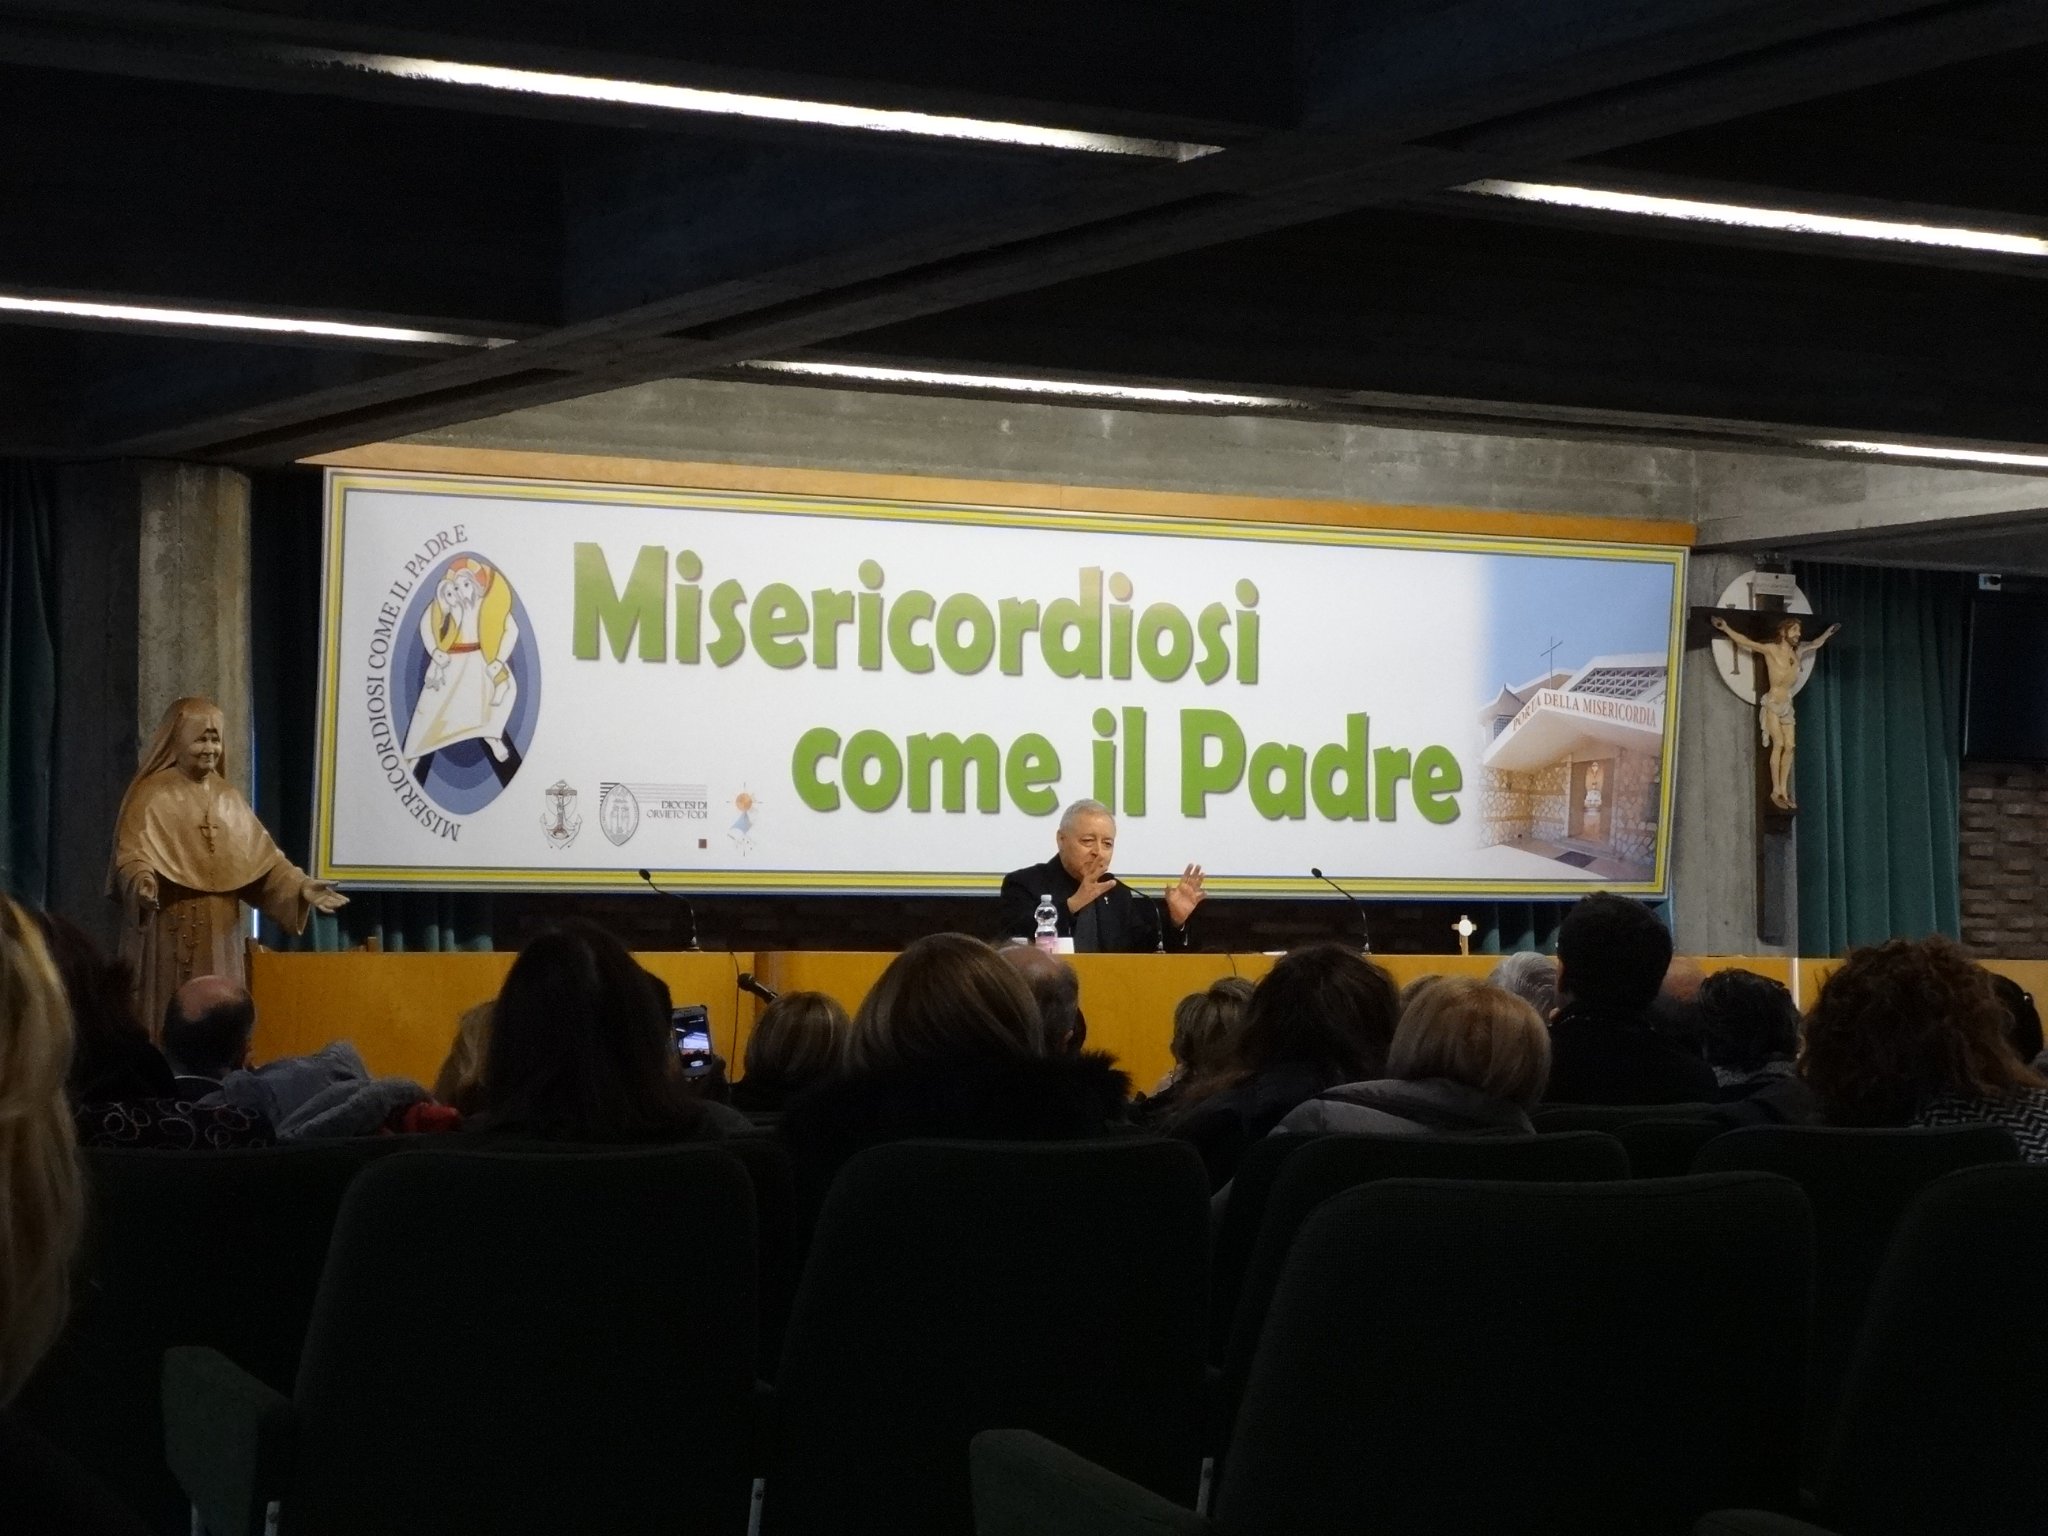 MISERICORDIOSI COME IL PADRE
Misericordiosi
come il Padre
DIOCESI DI
ORVIETO-TODI
PORTA DELLA MISERICORDIA